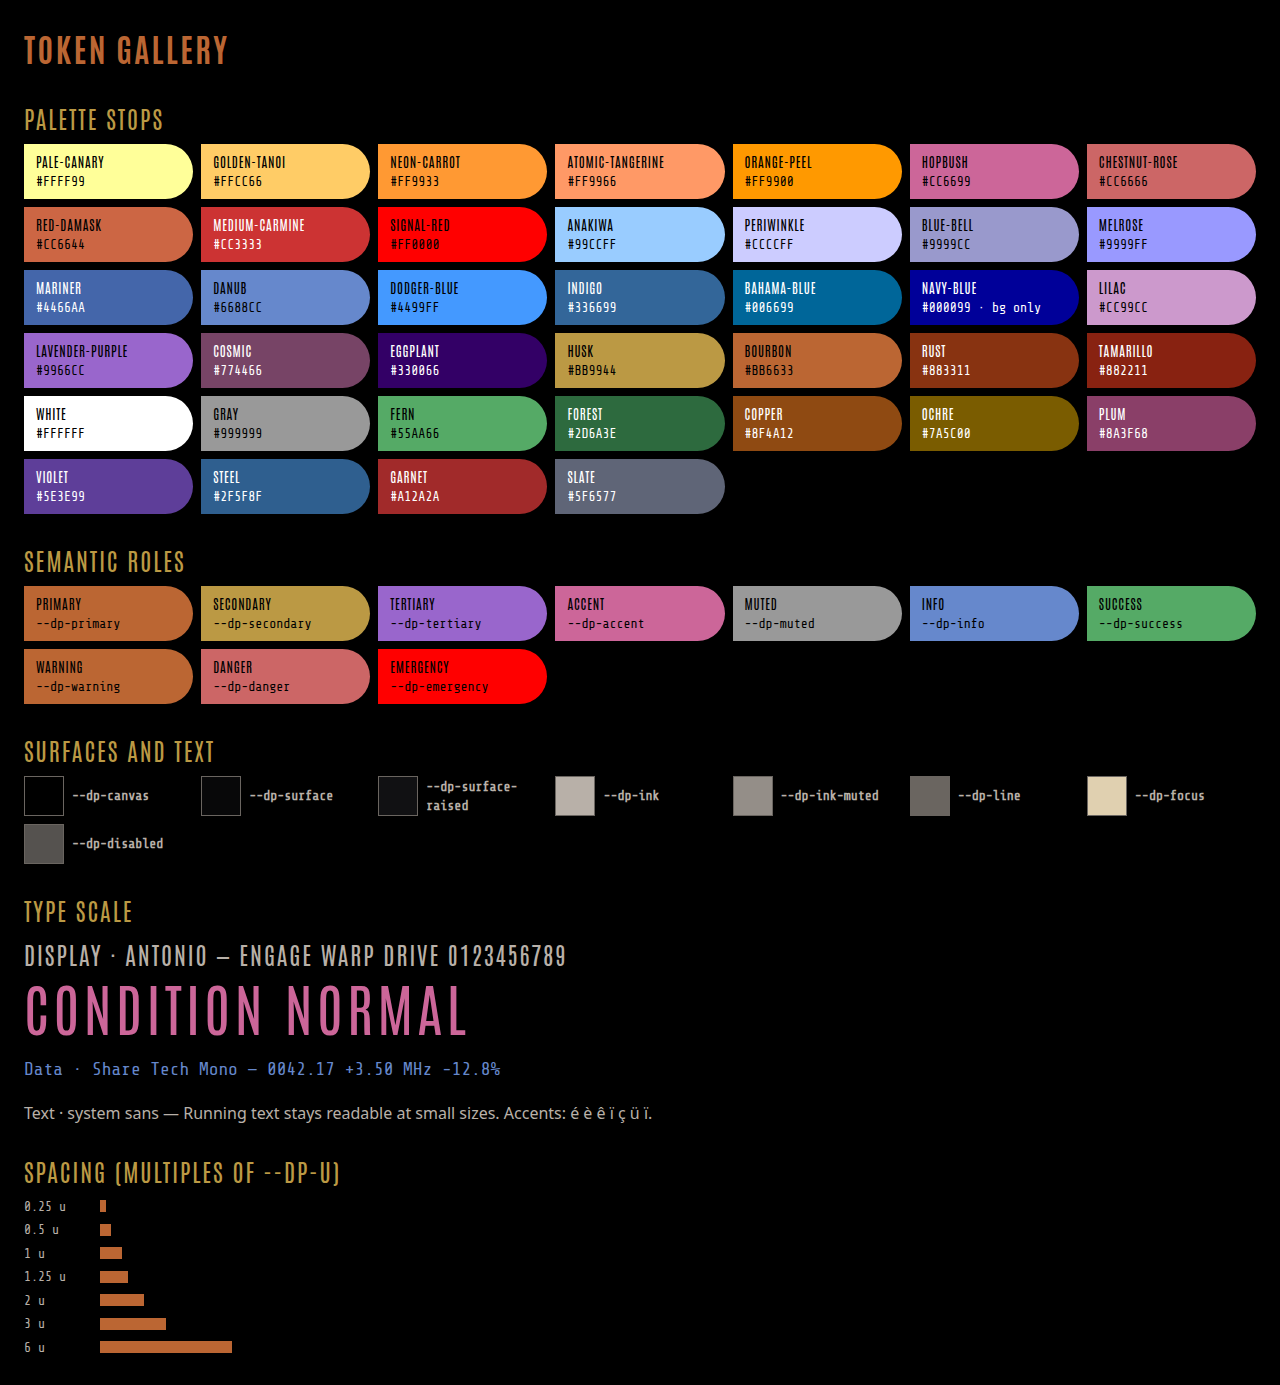 TOKEN GALLERY
PALETTE STOPS
PALE-CANARY
#FFFF99
GOLDEN-TANOI
#FFCC66
NEON-CARROT
#FF9933
ATOMIC-TANGERINE
#FF9966
ORANGE-PEEL
#FF9900
HOPBUSH
#CC6699
CHESTNUT-ROSE
#CC6666
RED-DAMASK
#CC6644
MEDIUM-CARMINE
#CC3333
SIGNAL-RED
#FF0000
ANAKIWA
#99CCFF
PERIWINKLE
#CCCCFF
BLUE-BELL
#9999CC
MELROSE
#9999FF
MARINER
#4466AA
DANUB
#6688CC
DODGER-BLUE
#4499FF
INDIGO
#336699
BAHAMA-BLUE
#006699
NAVY-BLUE
#000099 · bg only
LILAC
#CC99CC
LAVENDER-PURPLE
#9966CC
COSMIC
#774466
EGGPLANT
#330066
HUSK
#BB9944
BOURBON
#BB6633
RUST
#883311
TAMARILLO
#882211
WHITE
#FFFFFF
GRAY
#999999
FERN
#55AA66
FOREST
#2D6A3E
COPPER
#8F4A12
OCHRE
#7A5C00
PLUM
#8A3F68
VIOLET
#5E3E99
STEEL
#2F5F8F
GARNET
#A12A2A
SLATE
#5F6577
SEMANTIC ROLES
PRIMARY
--dp-primary
SECONDARY
--dp-secondary
TERTIARY
--dp-tertiary
ACCENT
--dp-accent
MUTED
--dp-muted
INFO
--dp-info
SUCCESS
--dp-success
WARNING
--dp-warning
DANGER
--dp-danger
EMERGENCY
--dp-emergency
SURFACES AND TEXT
--dp-canvas
--dp-surface
--dp-surface-
raised
--dp-ink
--dp-ink-muted
--dp-line
--dp-focus
--dp-disabled
TYPE SCALE
DISPLAY · ANTONIO — ENGAGE WARP DRIVE 0123456789
CONDITION NORMAL
Data · Share Tech Mono — 0042.17 +3.50 MHz −12.8%
Text · system sans — Running text stays readable at small sizes. Accents: é è ê ï ç ü ï.
SPACING (MULTIPLES OF --DP-U)
0.25 u
0.5 u
1 u
1.25 u
2 u
3 u
6 u